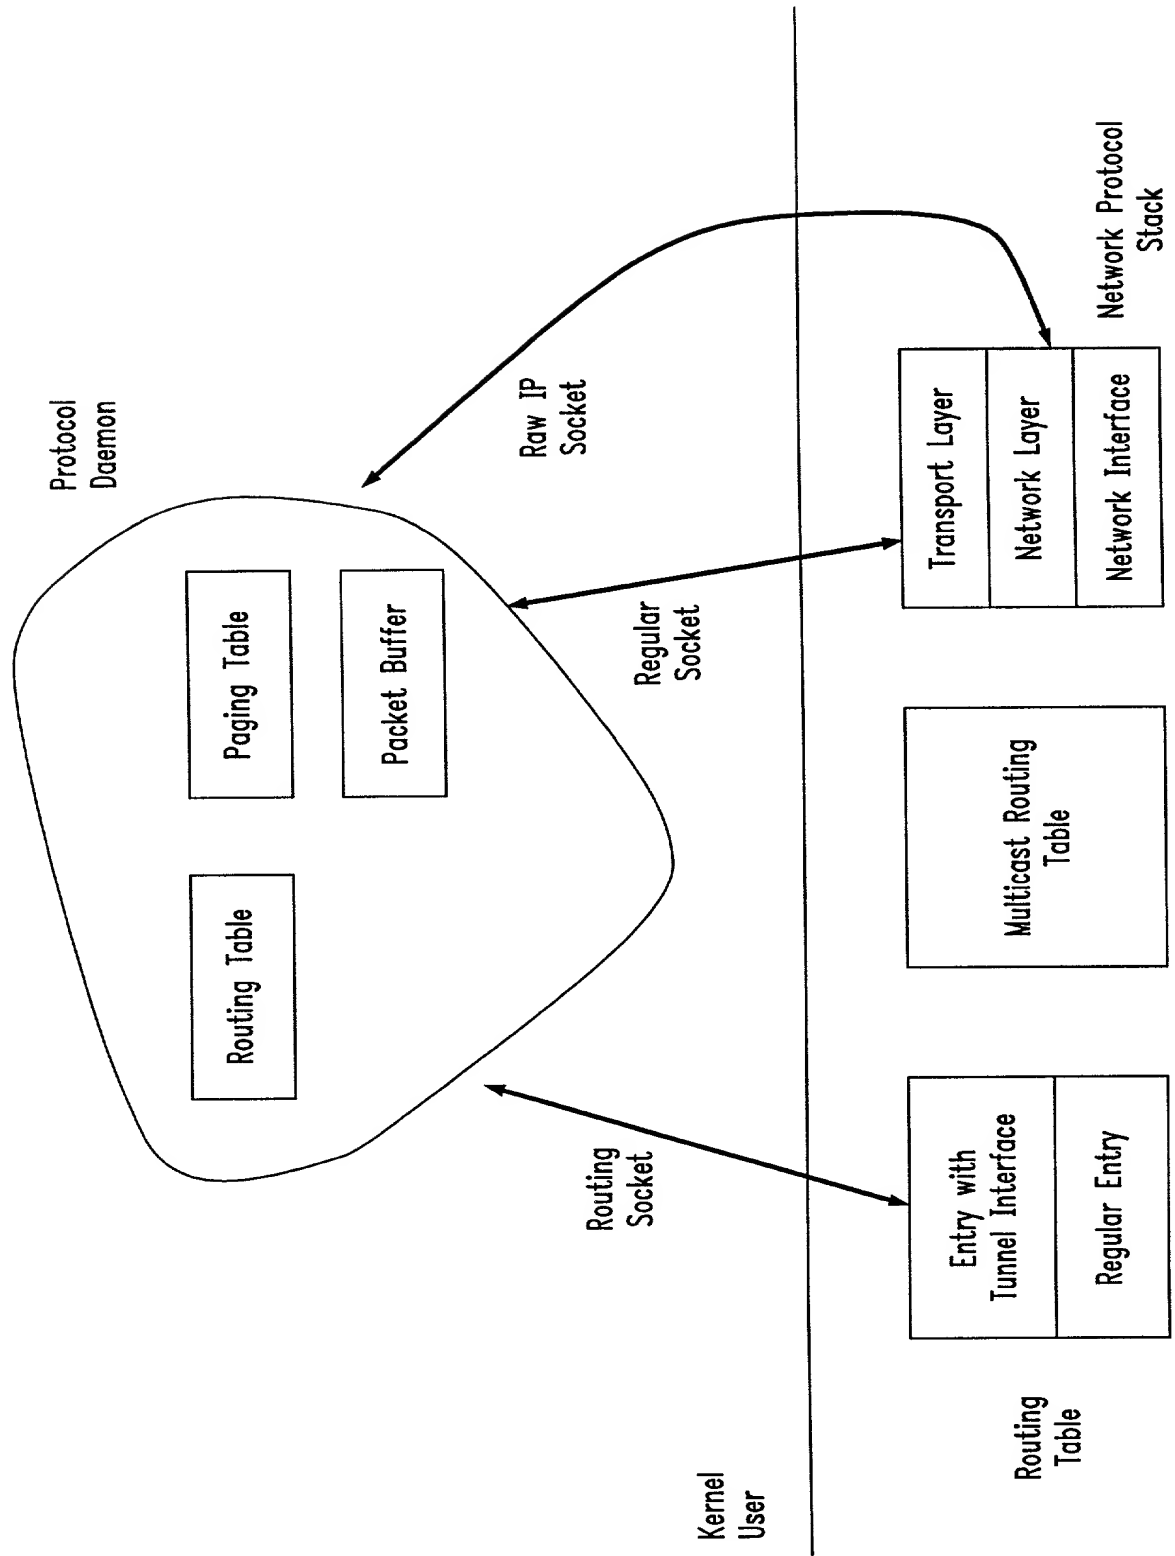 Protocol
Daemon
Routing Table
Paging Table
Packet Buffer
Routing
Socket
Regular
Socket
Raw IP
Socket
Kernel
User
Routing
Table
Entry with
Tunnel Interface
Regular Entry
Multicast Routing
Table
Transport Layer
Network Layer
Network Interface
Network Protocol
Stack